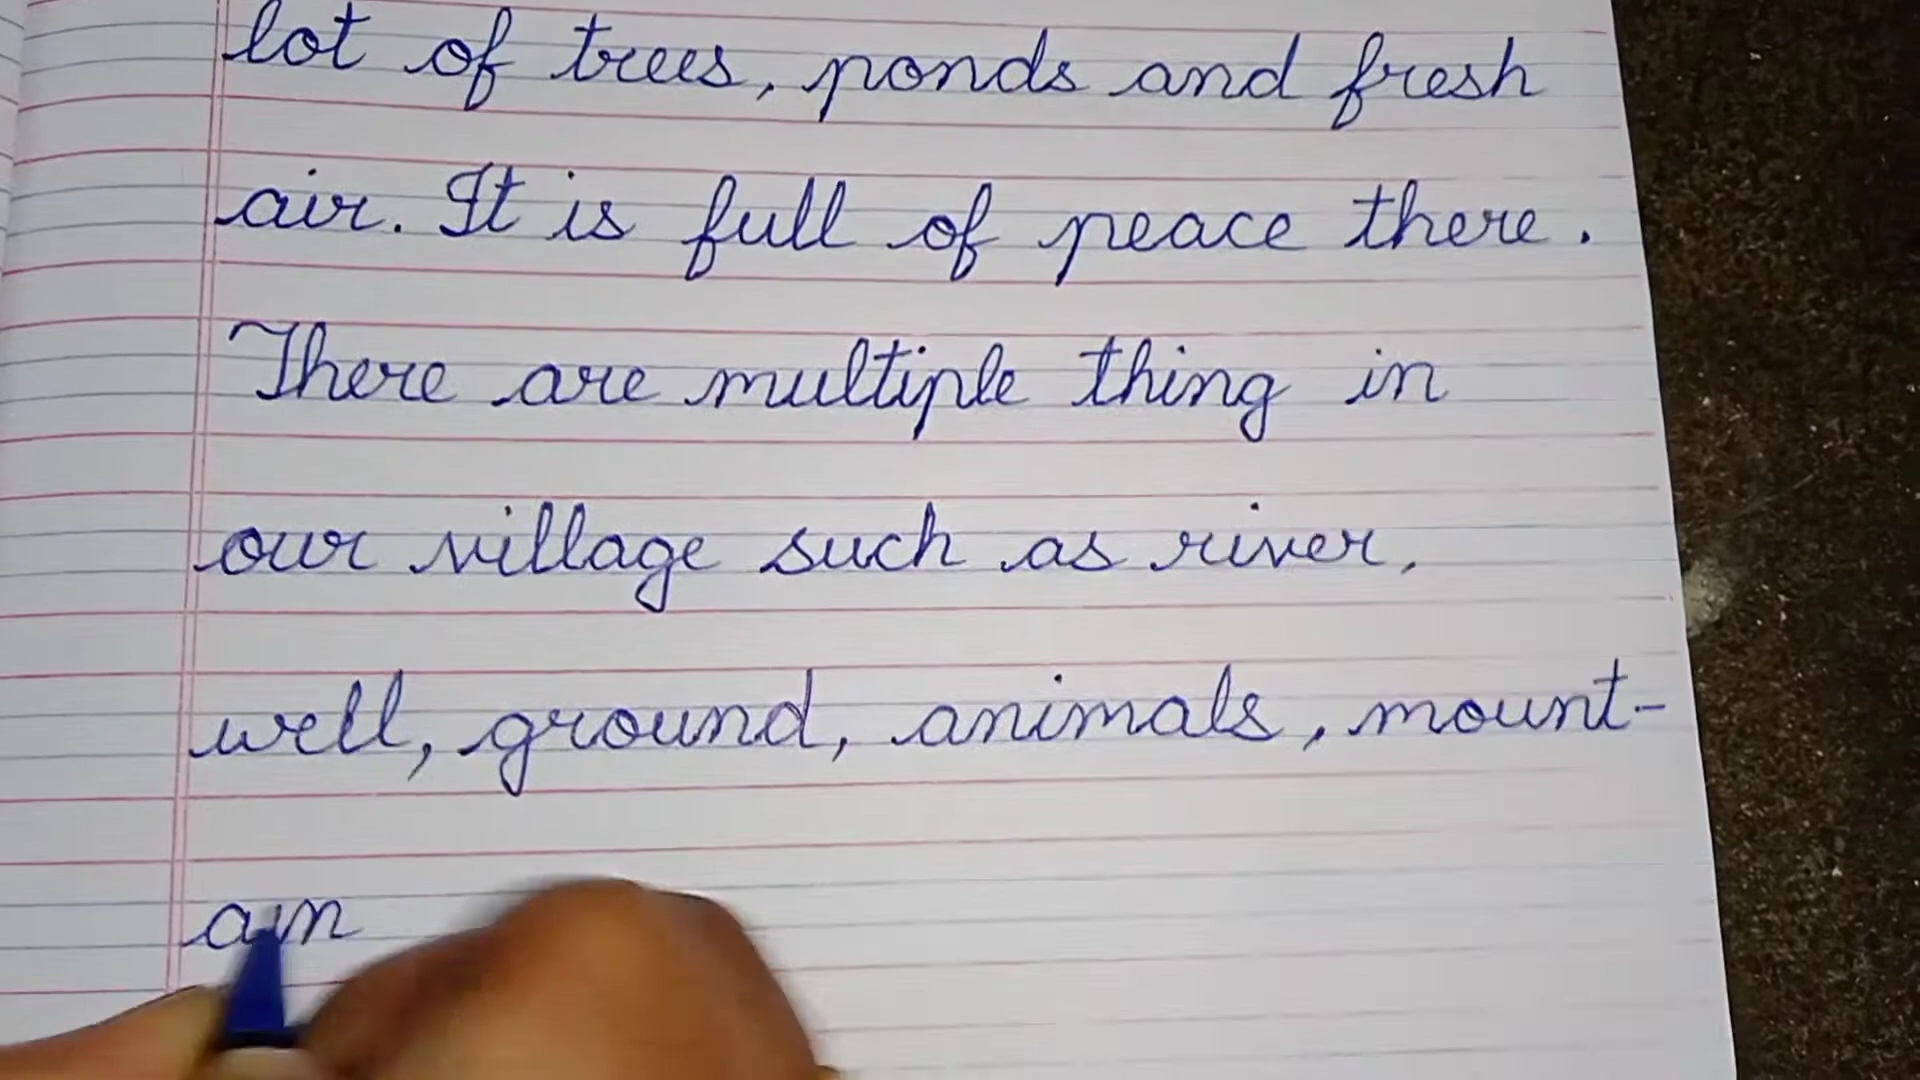 lot of trees, ponds and fresh
air. It is full of peace there.
There are multiple thing in
our village such as river,
well, ground, animals, mount-
ain